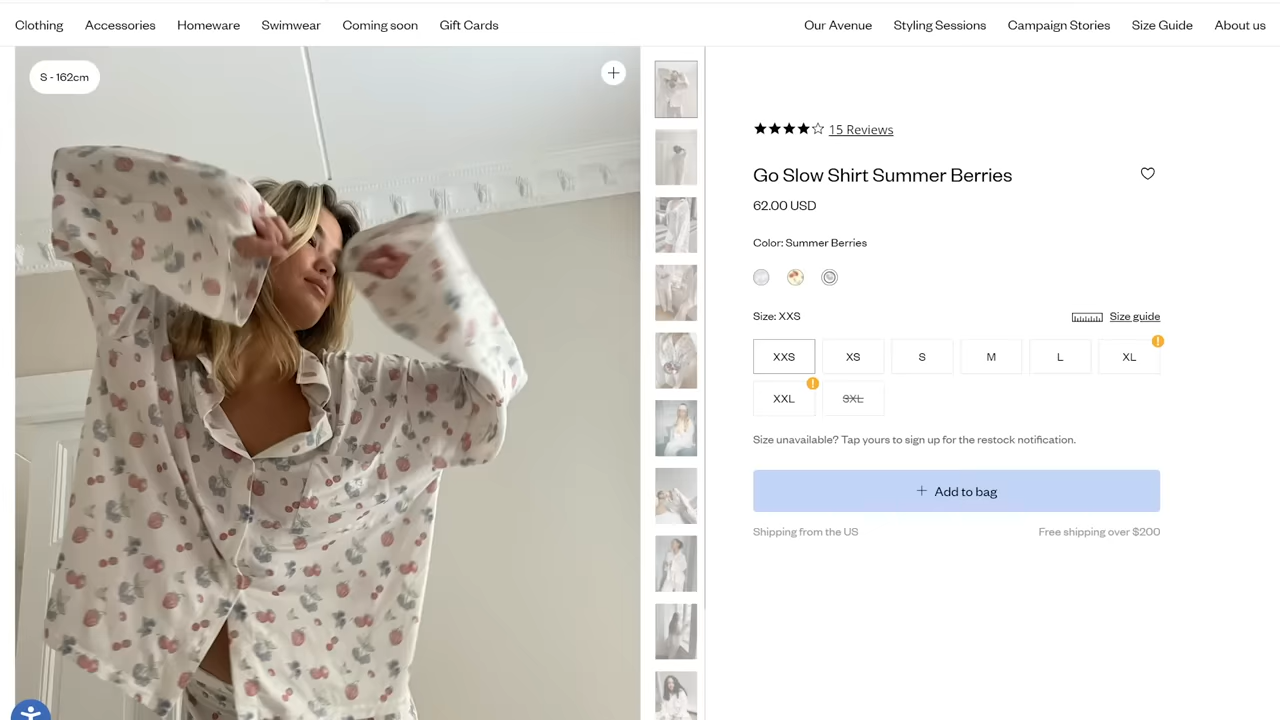 Clothing Accessories Homeware Swimwear Coming soon Gift Cards Our Avenue Styling Sessions Campaign Stories Size Guide About us
S - 162cm
15 Reviews
Go Slow Shirt Summer Berries
62.00 USD
Color: Summer Berries
Size: XXS Size guide
XXS XS S M L XL
XXL 3XL
Size unavailable? Tap yours to sign up for the restock notification.
+ Add to bag
Shipping from the US Free shipping over $200